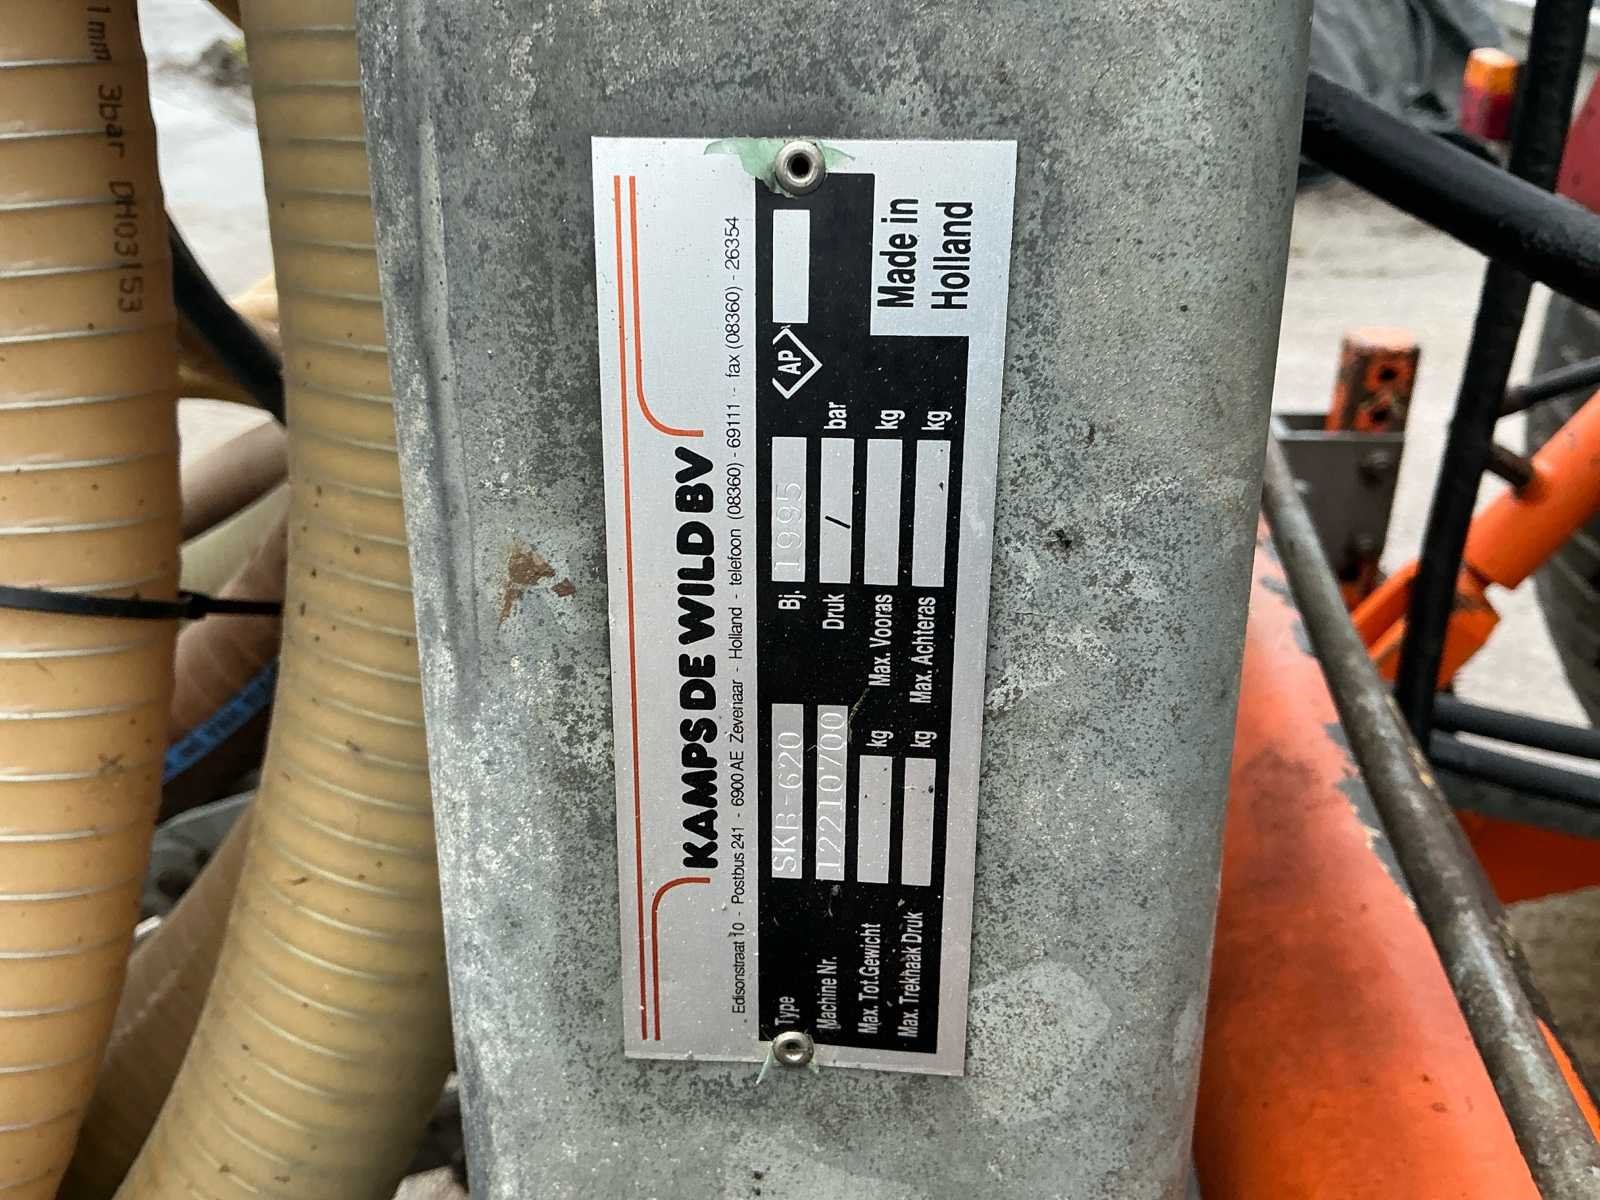 KAMPS DE WILD BV
Edisonstraat 10 - Postbus 241 - 6900 AE Zevenaar - Holland - telefoon (08360) - 69111 - fax (08360) - 26354
Type SKB-620 Bj. 1995 AP
Machine Nr. 12210700 Druk / bar
Max. Tot.Gewicht kg Max. Vooras kg
Max. Trekhaak Druk kg Max. Achteras kg
Made in
Holland
1mm 3bar DH03153